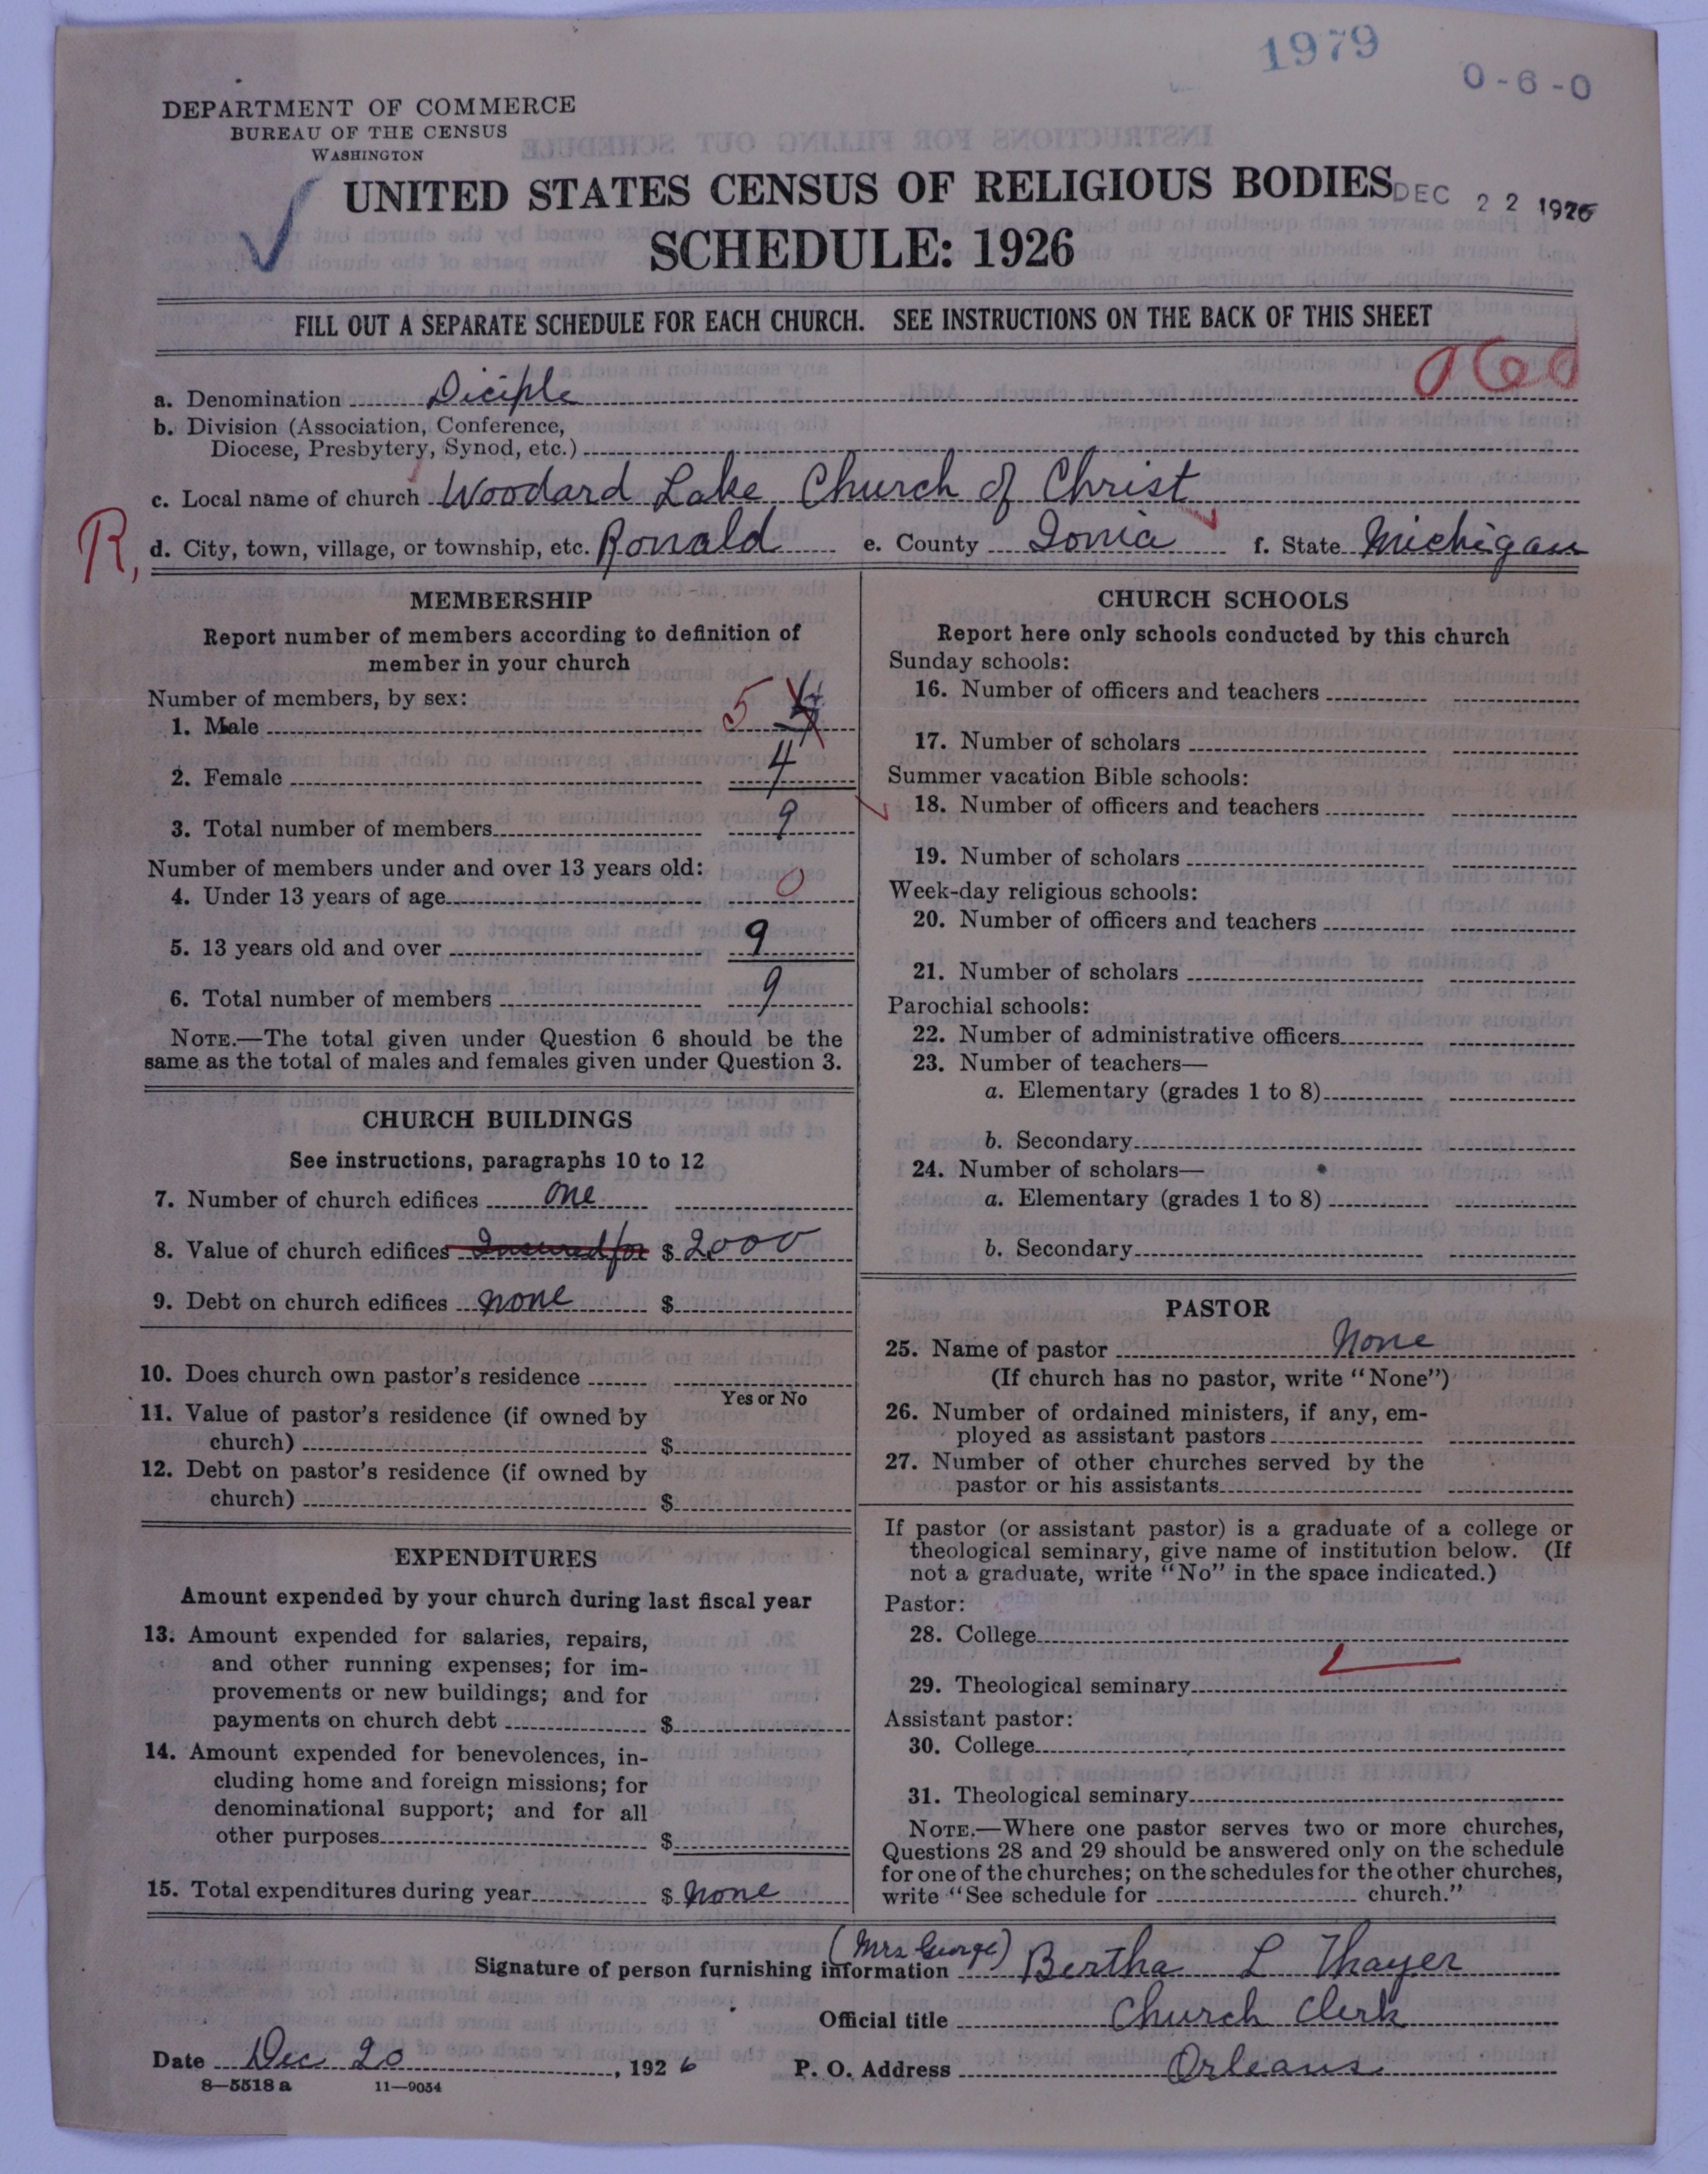 1979
0-6-0
DEPARTMENT OF COMMERCE
BUREAU OF THE CENSUS
WASHINGTON
UNITED STATES CENSUS OF RELIGIOUS BODIES
DEC 22 1926
SCHEDULE: 1926
FILL OUT A SEPARATE SCHEDULE FOR EACH CHURCH. SEE INSTRUCTIONS ON THE BACK OF THIS SHEET
a. Denomination Diciple
b. Division (Association, Conference,
Diocese, Presbytery, Synod, etc.)
c. Local name of church Woodard Lake Church of Christ
R,
d. City, town, village, or township, etc. Ronald e. County Ionia f. State Michigan
MEMBERSHIP
Report number of members according to definition of
member in your church
Number of members, by sex:
1. Male 5
2. Female 4
3. Total number of members 9
Number of members under and over 13 years old:
4. Under 13 years of age 0
5. 13 years old and over 9
6. Total number of members 9
NOTE.—The total given under Question 6 should be the
same as the total of males and females given under Question 3.
CHURCH BUILDINGS
See instructions, paragraphs 10 to 12
7. Number of church edifices one
8. Value of church edifices Insured for $ 2000
9. Debt on church edifices none $
10. Does church own pastor's residence
Yes or No
11. Value of pastor's residence (if owned by
church) $
12. Debt on pastor's residence (if owned by
church) $
EXPENDITURES
Amount expended by your church during last fiscal year
13. Amount expended for salaries, repairs,
and other running expenses; for im-
provements or new buildings; and for
payments on church debt $
14. Amount expended for benevolences, in-
cluding home and foreign missions; for
denominational support; and for all
other purposes $
15. Total expenditures during year $ none
CHURCH SCHOOLS
Report here only schools conducted by this church
Sunday schools:
16. Number of officers and teachers
17. Number of scholars
Summer vacation Bible schools:
18. Number of officers and teachers
19. Number of scholars
Week-day religious schools:
20. Number of officers and teachers
21. Number of scholars
Parochial schools:
22. Number of administrative officers
23. Number of teachers—
a. Elementary (grades 1 to 8)
b. Secondary
24. Number of scholars—
a. Elementary (grades 1 to 8)
b. Secondary
PASTOR
25. Name of pastor None
(If church has no pastor, write "None")
26. Number of ordained ministers, if any, em-
ployed as assistant pastors
27. Number of other churches served by the
pastor or his assistants
If pastor (or assistant pastor) is a graduate of a college or
theological seminary, give name of institution below. (If
not a graduate, write "No" in the space indicated.)
Pastor:
28. College
29. Theological seminary
Assistant pastor:
30. College
31. Theological seminary
NOTE.—Where one pastor serves two or more churches,
Questions 28 and 29 should be answered only on the schedule
for one of the churches; on the schedules for the other churches,
write "See schedule for church."
(Mrs George)
Signature of person furnishing information Bertha L Thayer
Official title Church Clerk
Date Dec 20, 1926 P. O. Address Orleans
8—5518 a 11—9054